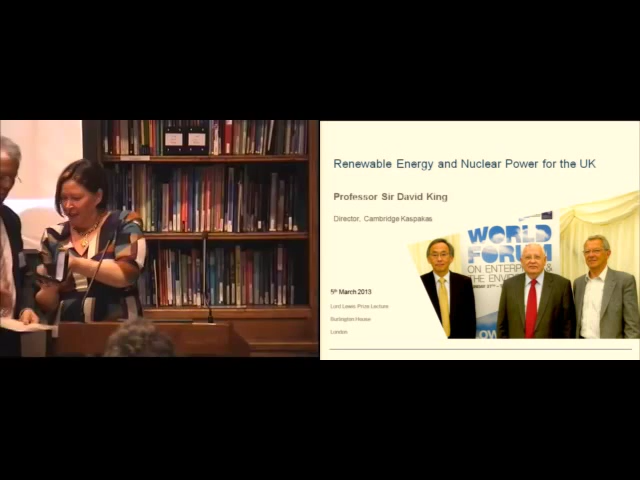 Renewable Energy and Nuclear Power for the UK
Professor Sir David King
Director, Cambridge Kaspakas
WORLD
FORUM
ON ENTERPRISE &
THE ENVIRONMENT
5th March 2013
Lord Lewis Prize Lecture
Burlington House
London